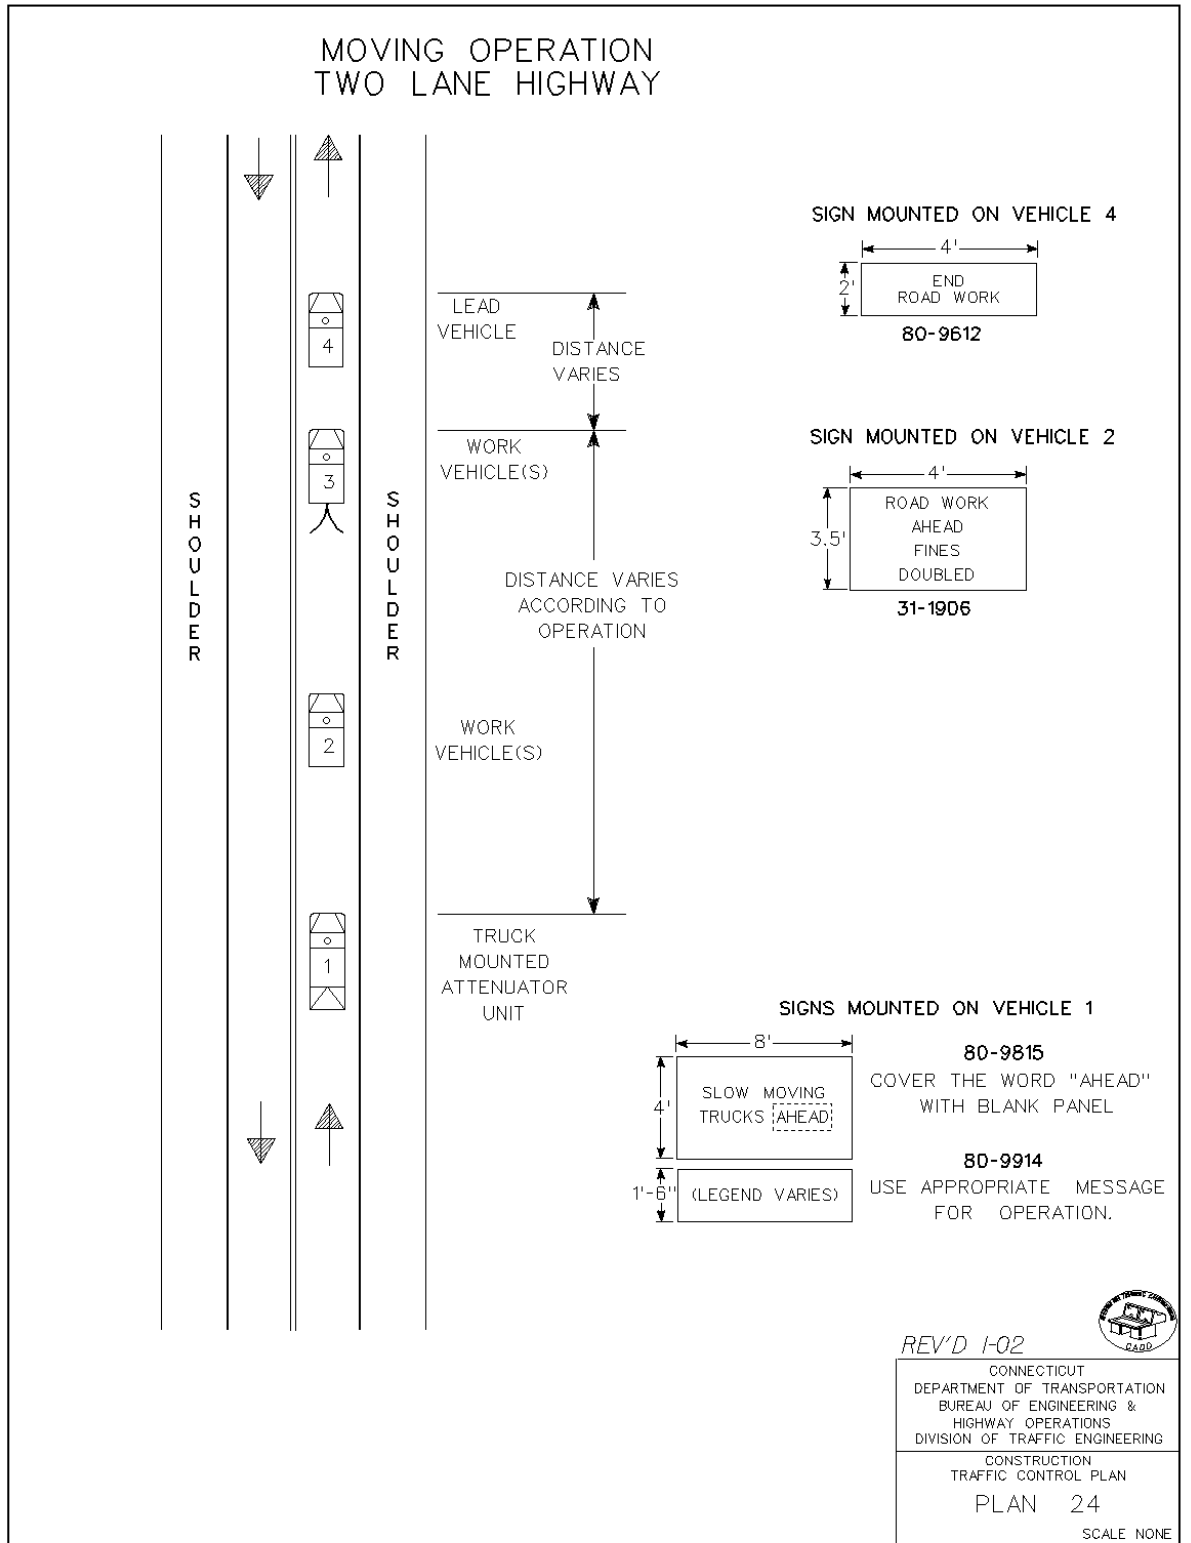 MOVING OPERATION
TWO LANE HIGHWAY
SIGN MOUNTED ON VEHICLE 4
4'
2'
END
ROAD WORK
80-9612
LEAD
VEHICLE
4
DISTANCE
VARIES
SIGN MOUNTED ON VEHICLE 2
4'
3.5'
ROAD WORK
AHEAD
FINES
DOUBLED
31-1906
WORK
VEHICLE(S)
3
SHOULDER
SHOULDER
DISTANCE VARIES
ACCORDING TO
OPERATION
WORK
VEHICLE(S)
2
1
TRUCK
MOUNTED
ATTENUATOR
UNIT
SIGNS MOUNTED ON VEHICLE 1
8'
4'
SLOW MOVING
TRUCKS AHEAD
80-9815
COVER THE WORD "AHEAD"
WITH BLANK PANEL
1'-6"
(LEGEND VARIES)
80-9914
USE APPROPRIATE MESSAGE
FOR OPERATION.
CADD
REV'D 1-02
CONNECTICUT
DEPARTMENT OF TRANSPORTATION
BUREAU OF ENGINEERING &
HIGHWAY OPERATIONS
DIVISION OF TRAFFIC ENGINEERING
CONSTRUCTION
TRAFFIC CONTROL PLAN
PLAN 24
SCALE NONE